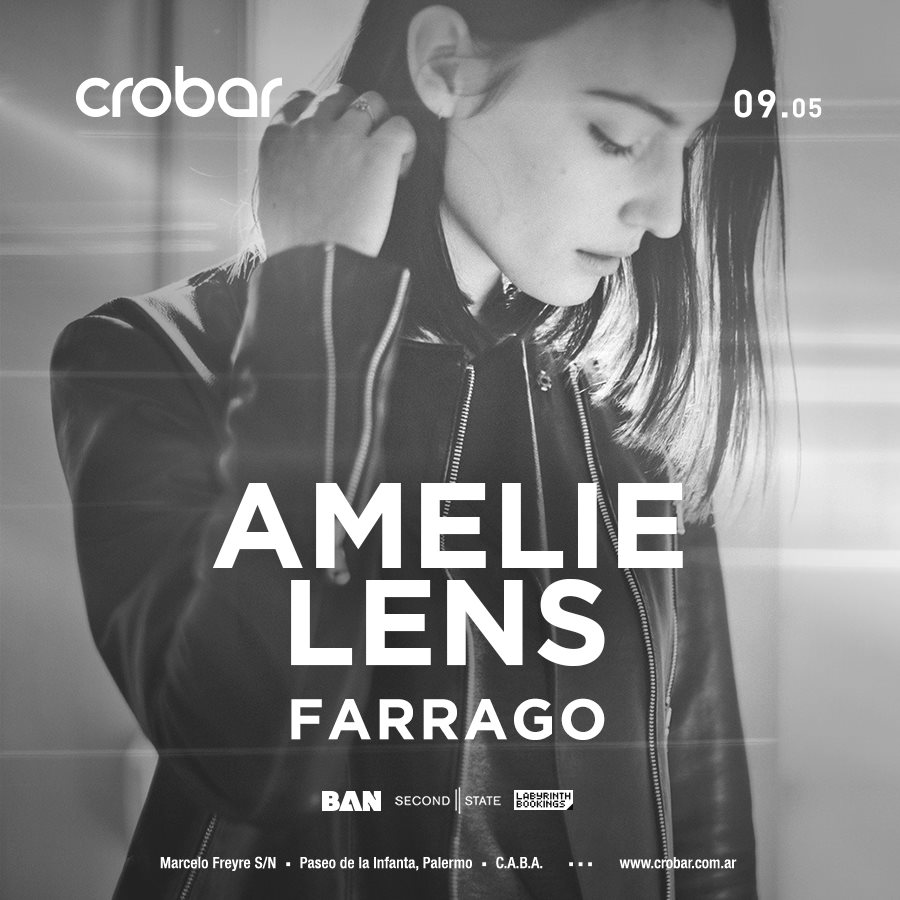 crobar
09.05
AMELIE
LENS
FARRAGO
BAN SECOND STATE LABYRINTH
BOOKINGS
Marcelo Freyre S/N ▪ Paseo de la Infanta, Palermo ▪ C.A.B.A. ▪▪▪ www.crobar.com.ar